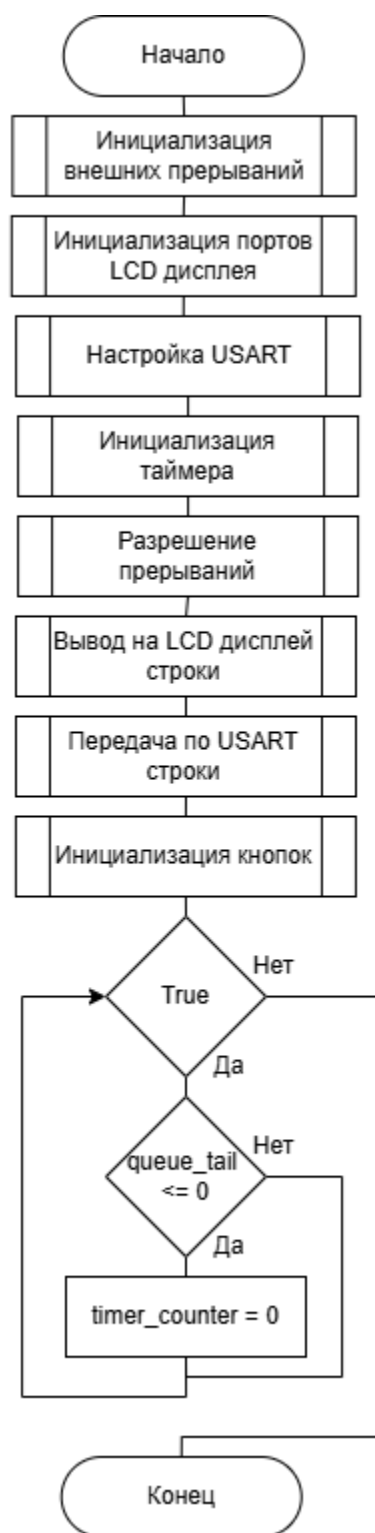 Начало
Инициализация
внешних прерываний
Инициализация портов
LCD дисплея
Настройка USART
Инициализация
таймера
Разрешение
прерываний
Вывод на LCD дисплей
строки
Передача по USART
строки
Инициализация кнопок
True
Нет
Да
queue_tail
<= 0
Нет
Да
timer_counter = 0
Конец